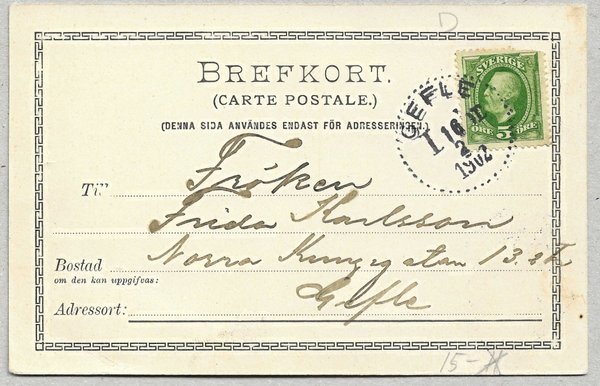 D
BREFKORT.
(CARTE POSTALE.)
(DENNA SIDA ANVÄNDES ENDAST FÖR ADRESSERINGEN.)
SVERIGE
ÖRE 5 ÖRE
GEFLE
1902
Till Fröken
Frida Karlsson
Bostad Norra Kungsgatan 13.
om den kan uppgifvas:
Adressort: Gefle
15-